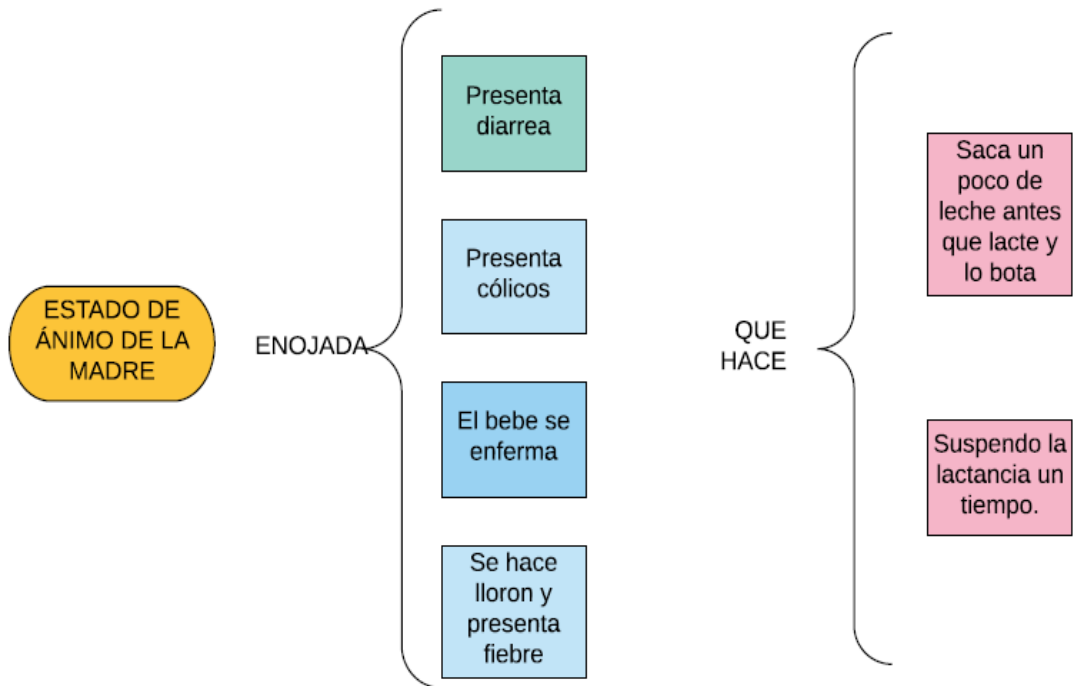 ESTADO DE
ÁNIMO DE LA
MADRE
ENOJADA
Presenta
diarrea
Presenta
cólicos
El bebe se
enferma
Se hace
lloron y
presenta
fiebre
QUE
HACE
Saca un
poco de
leche antes
que lacte y
lo bota
Suspendo la
lactancia un
tiempo.